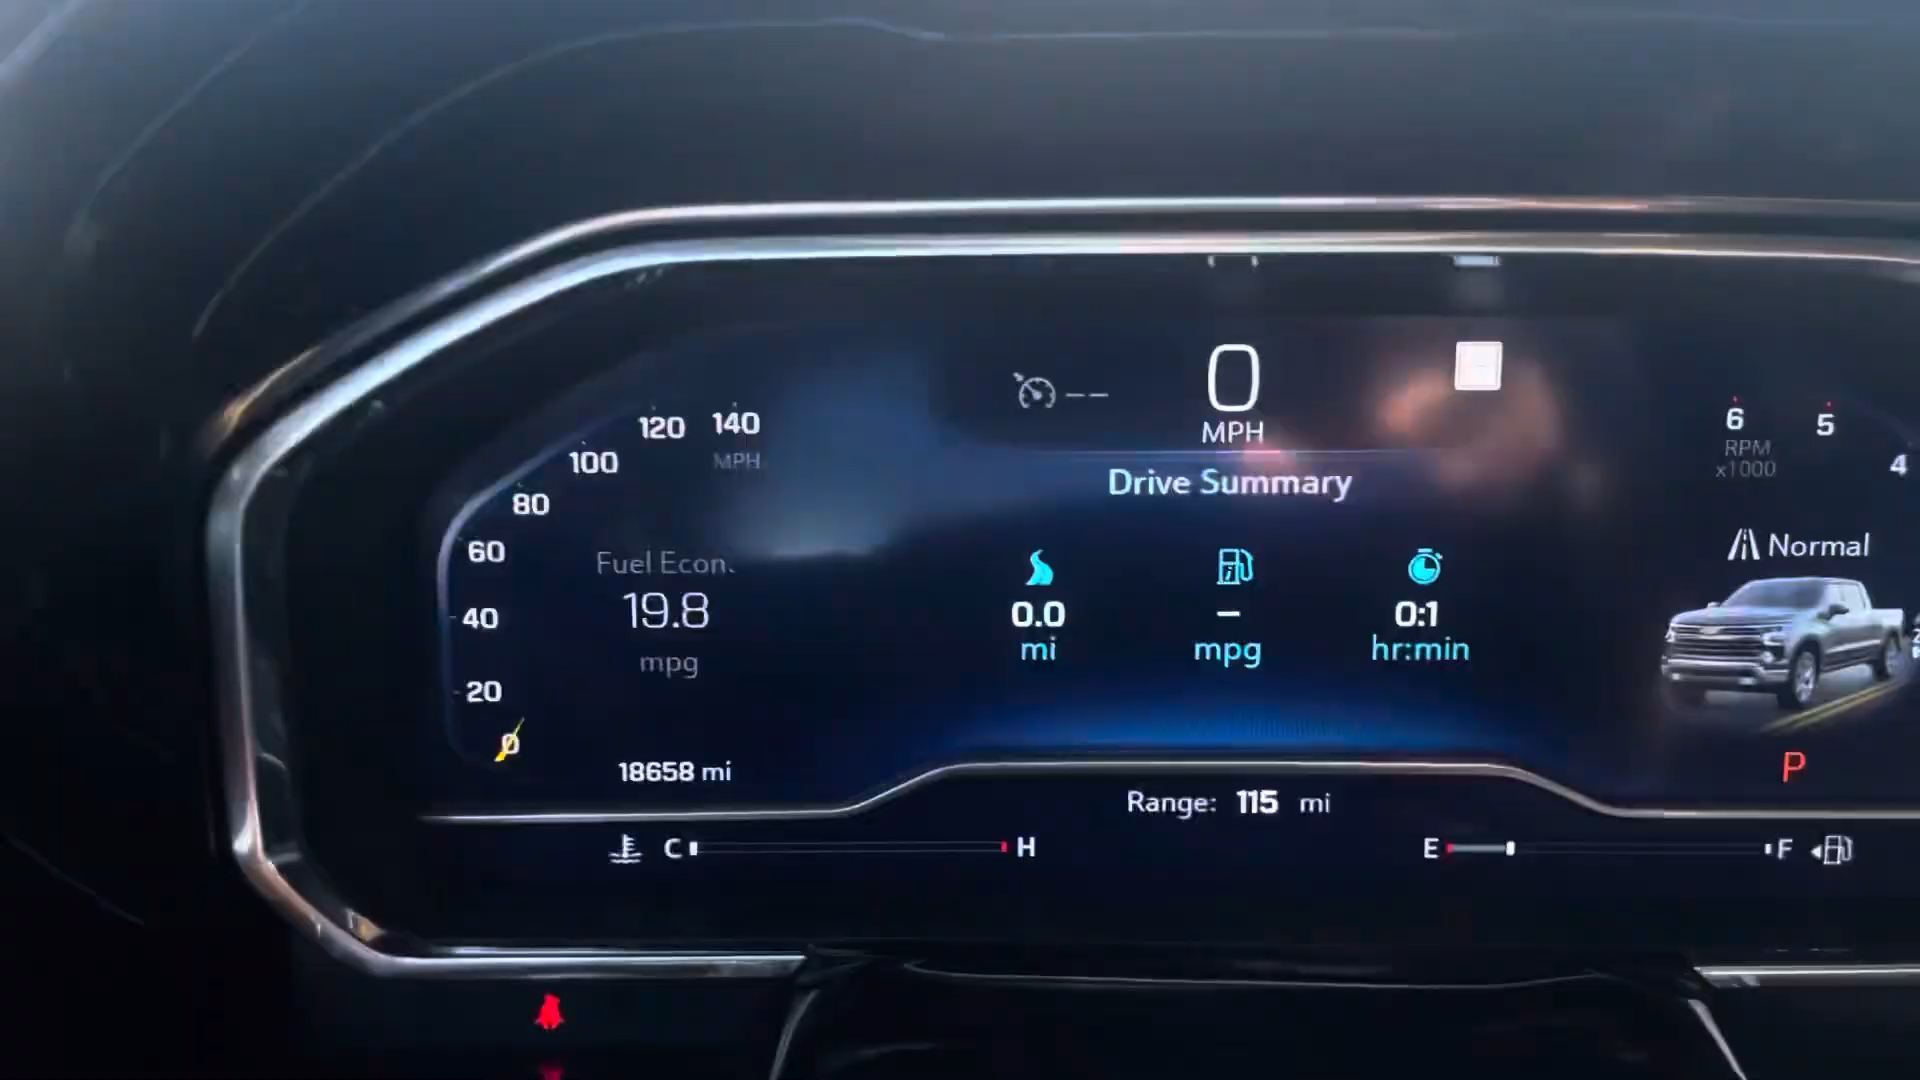 0
MPH
Drive Summary
0.0
mi
–
mpg
0:1
hr:min
140
120
100
80
60
40
20
0
MPH
Fuel Econ.
19.8
mpg
18658 mi
6
5
4
RPM
x1000
Normal
P
Range: 115 mi
C H
E F